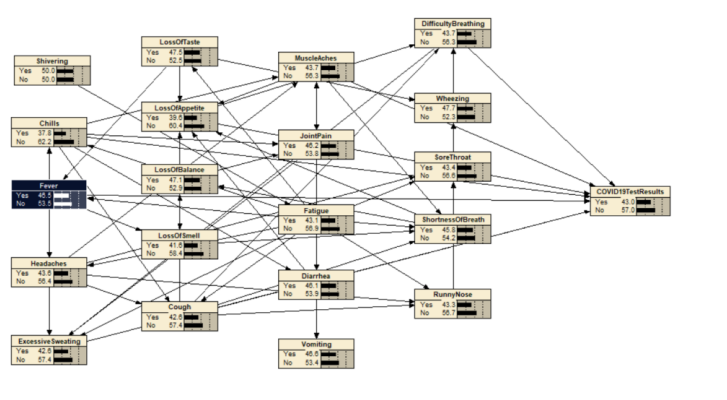 Shivering
Yes 50.0
No 50.0
Chills
Yes 37.8
No 62.2
Fever
Yes 46.5
No 53.5
Headaches
Yes 43.6
No 56.4
ExcessiveSweating
Yes 42.6
No 57.4
LossOfTaste
Yes 47.5
No 52.5
LossOfAppetite
Yes 39.6
No 60.4
LossOfBalance
Yes 47.1
No 52.9
LossOfSmell
Yes 41.6
No 58.4
Cough
Yes 42.6
No 57.4
MuscleAches
Yes 43.7
No 56.3
JointPain
Yes 46.2
No 53.8
Fatigue
Yes 43.1
No 56.9
Diarrhea
Yes 46.1
No 53.9
Vomiting
Yes 46.6
No 53.4
DifficultyBreathing
Yes 43.7
No 56.3
Wheezing
Yes 47.7
No 52.3
SoreThroat
Yes 43.4
No 56.6
ShortnessOfBreath
Yes 45.8
No 54.2
RunnyNose
Yes 43.3
No 56.7
COVID19TestResults
Yes 43.0
No 57.0